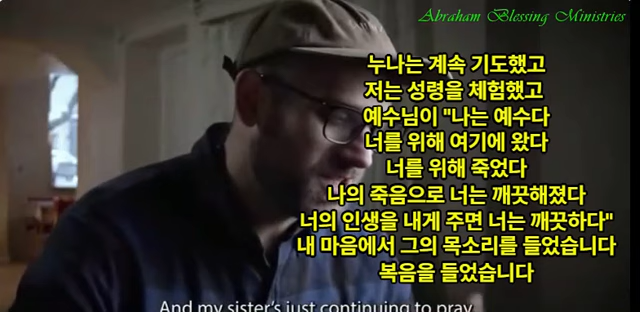 Abraham Blessing Ministries
누나는 계속 기도했고
저는 성령을 체험했고
예수님이 "나는 예수다
너를 위해 여기에 왔다
너를 위해 죽었다
나의 죽음으로 너는 깨끗해졌다
너의 인생을 내게 주면 너는 깨끗하다"
내 마음에서 그의 목소리를 들었습니다
복음을 들었습니다
And my sister's just continuing to pray